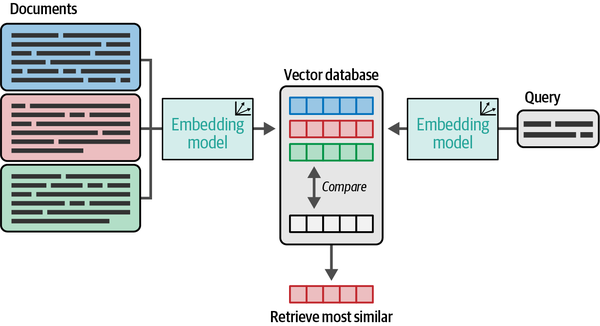 Documents
Vector database
Query
Embedding
model
Embedding
model
Compare
Retrieve most similar